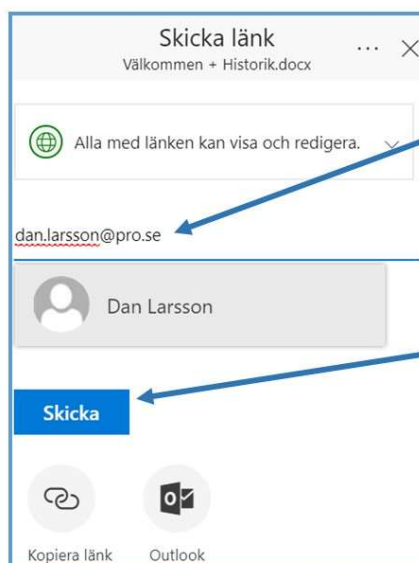 Skicka länk
Välkommen + Historik.docx
Alla med länken kan visa och redigera.
dan.larsson@pro.se
Dan Larsson
Skicka
Kopiera länk
Outlook